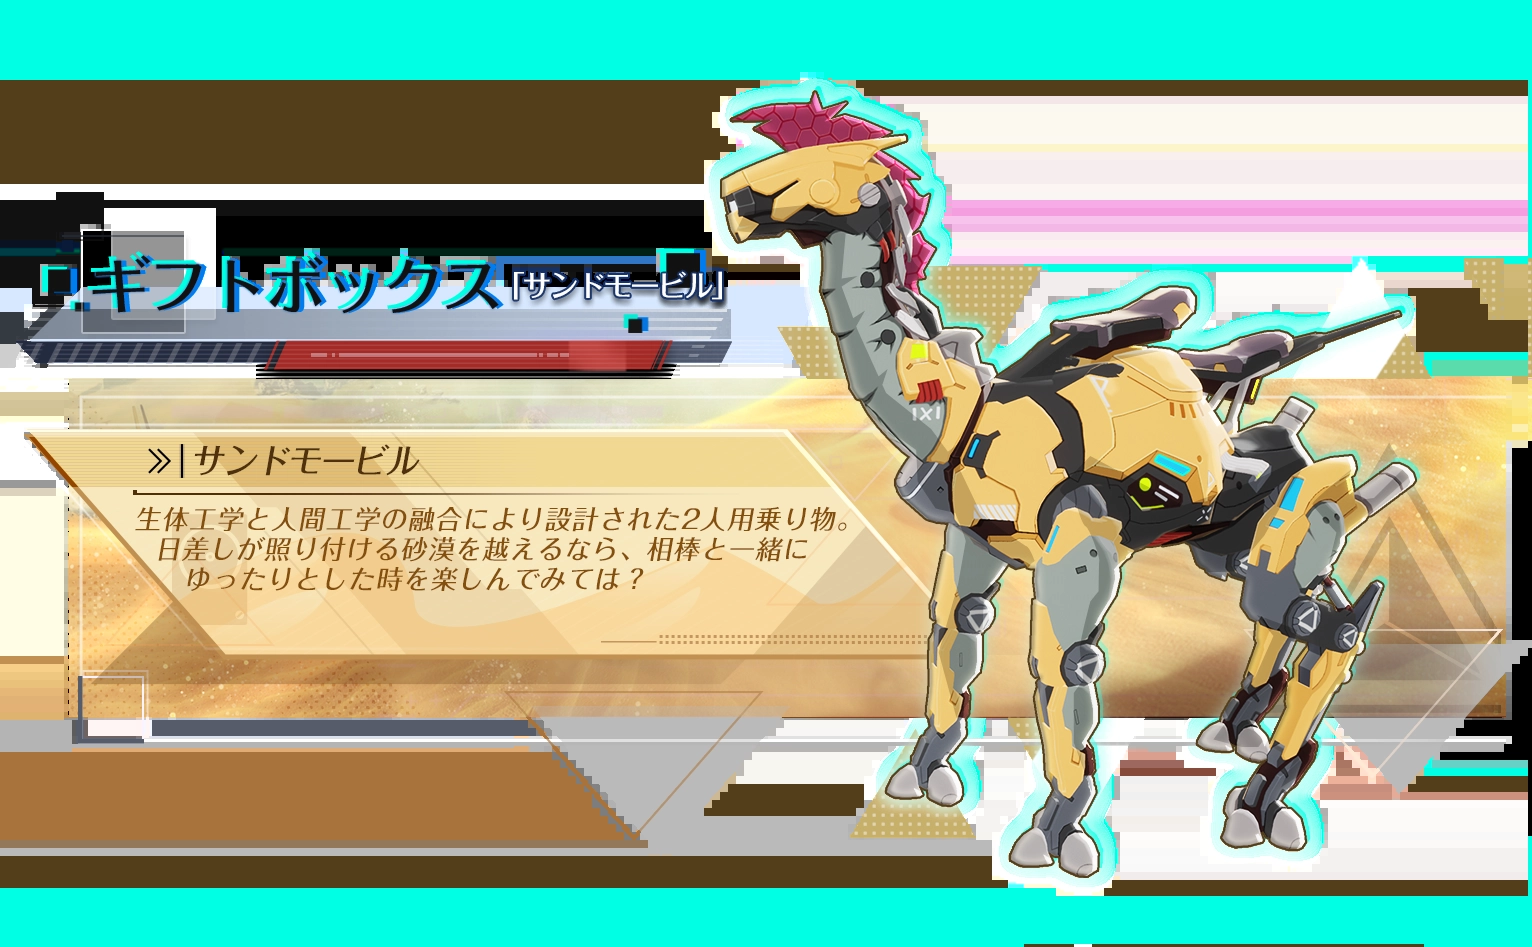 ギフトボックス「サンドモービル」
サンドモービル
生体工学と人間工学の融合により設計された2人用乗り物。
日差しが照り付ける砂漠を越えるなら、相棒と一緒に
ゆったりとした時を楽しんでみては？
IXI